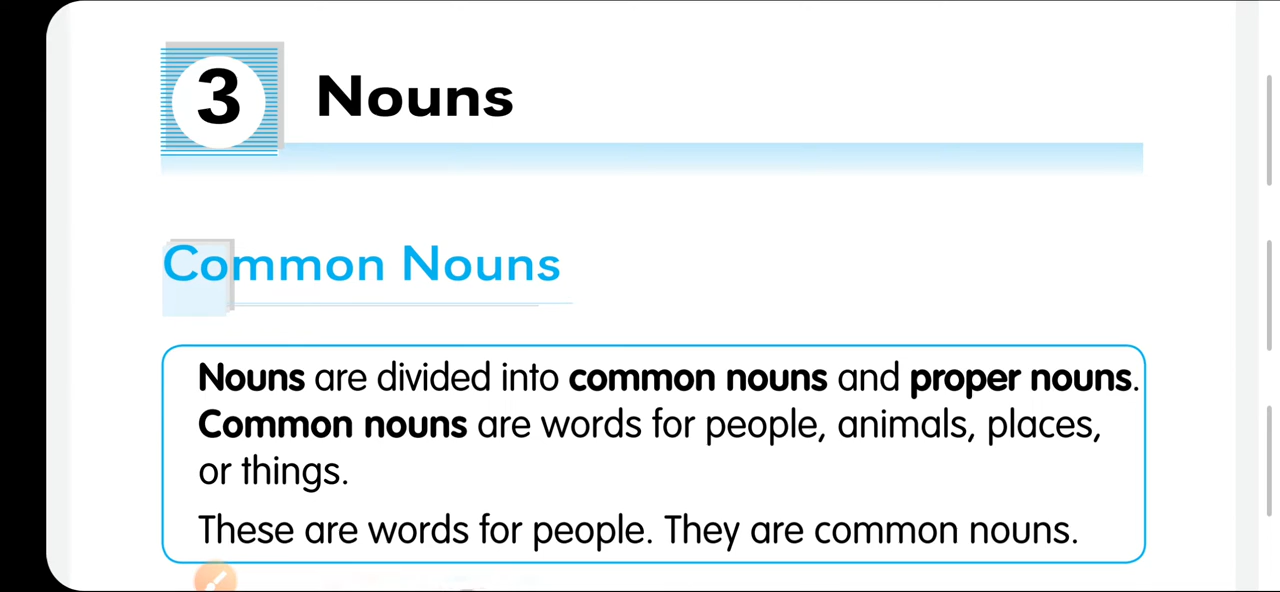 3 Nouns
Common Nouns
Nouns are divided into common nouns and proper nouns.
Common nouns are words for people, animals, places,
or things.
These are words for people. They are common nouns.